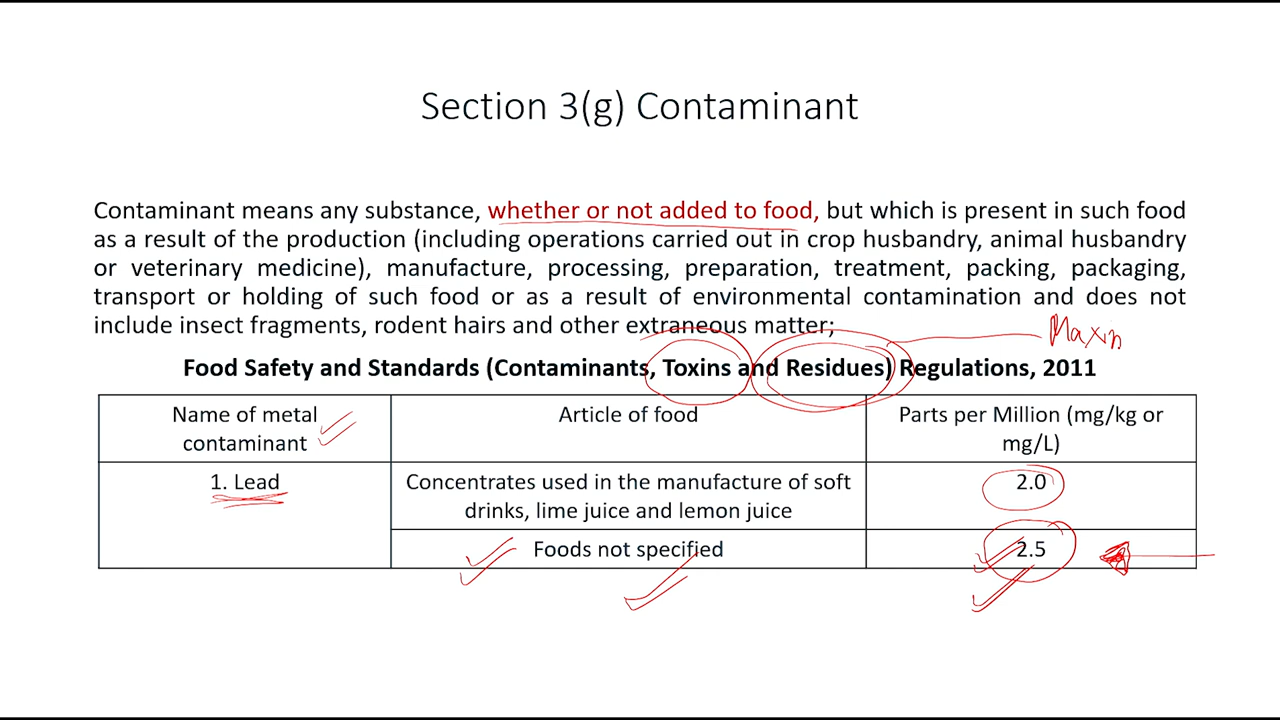 Section 3(g) Contaminant
Contaminant means any substance, whether or not added to food, but which is present in such food
as a result of the production (including operations carried out in crop husbandry, animal husbandry
or veterinary medicine), manufacture, processing, preparation, treatment, packing, packaging,
transport or holding of such food or as a result of environmental contamination and does not
include insect fragments, rodent hairs and other extraneous matter;
Maxin
Food Safety and Standards (Contaminants, Toxins and Residues) Regulations, 2011
Name of metal
contaminant
Article of food
Parts per Million (mg/kg or
mg/L)
1. Lead
Concentrates used in the manufacture of soft
drinks, lime juice and lemon juice
2.0
Foods not specified
2.5